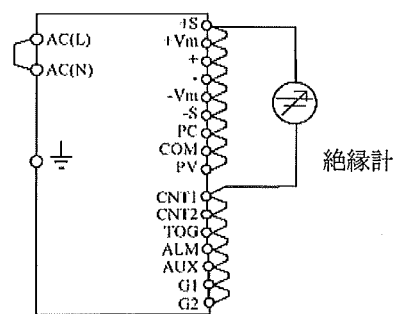 AC(L)
AC(N)
+S
+Vm
+
-
-Vm
-S
PC
COM
PV
CNT1
CNT2
TOG
ALM
AUX
G1
G2
絶縁計